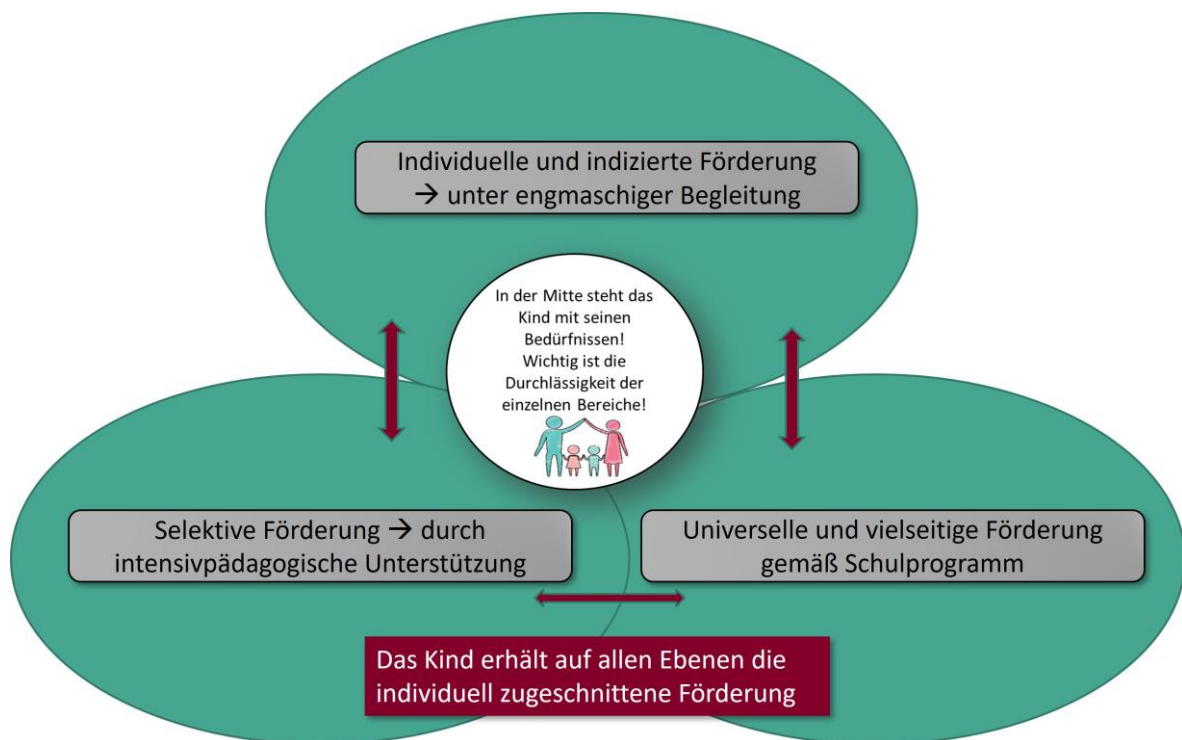 Individuelle und indizierte Förderung
→ unter engmaschiger Begleitung
In der Mitte steht das
Kind mit seinen
Bedürfnissen!
Wichtig ist die
Durchlässigkeit der
einzelnen Bereiche!
Selektive Förderung → durch
intensivpädagogische Unterstützung
Universelle und vielseitige Förderung
gemäß Schulprogramm
Das Kind erhält auf allen Ebenen die
individuell zugeschnittene Förderung